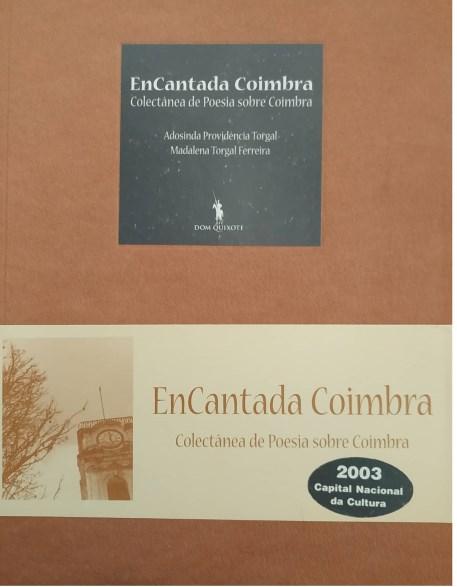 EnCantada Coimbra
Colectânea de Poesia sobre Coimbra
Adosinda Providência Torgal
Madalena Torgal Ferreira
DOM QUIXOTE
EnCantada Coimbra
Colectânea de Poesia sobre Coimbra
2003
Capital Nacional
da Cultura